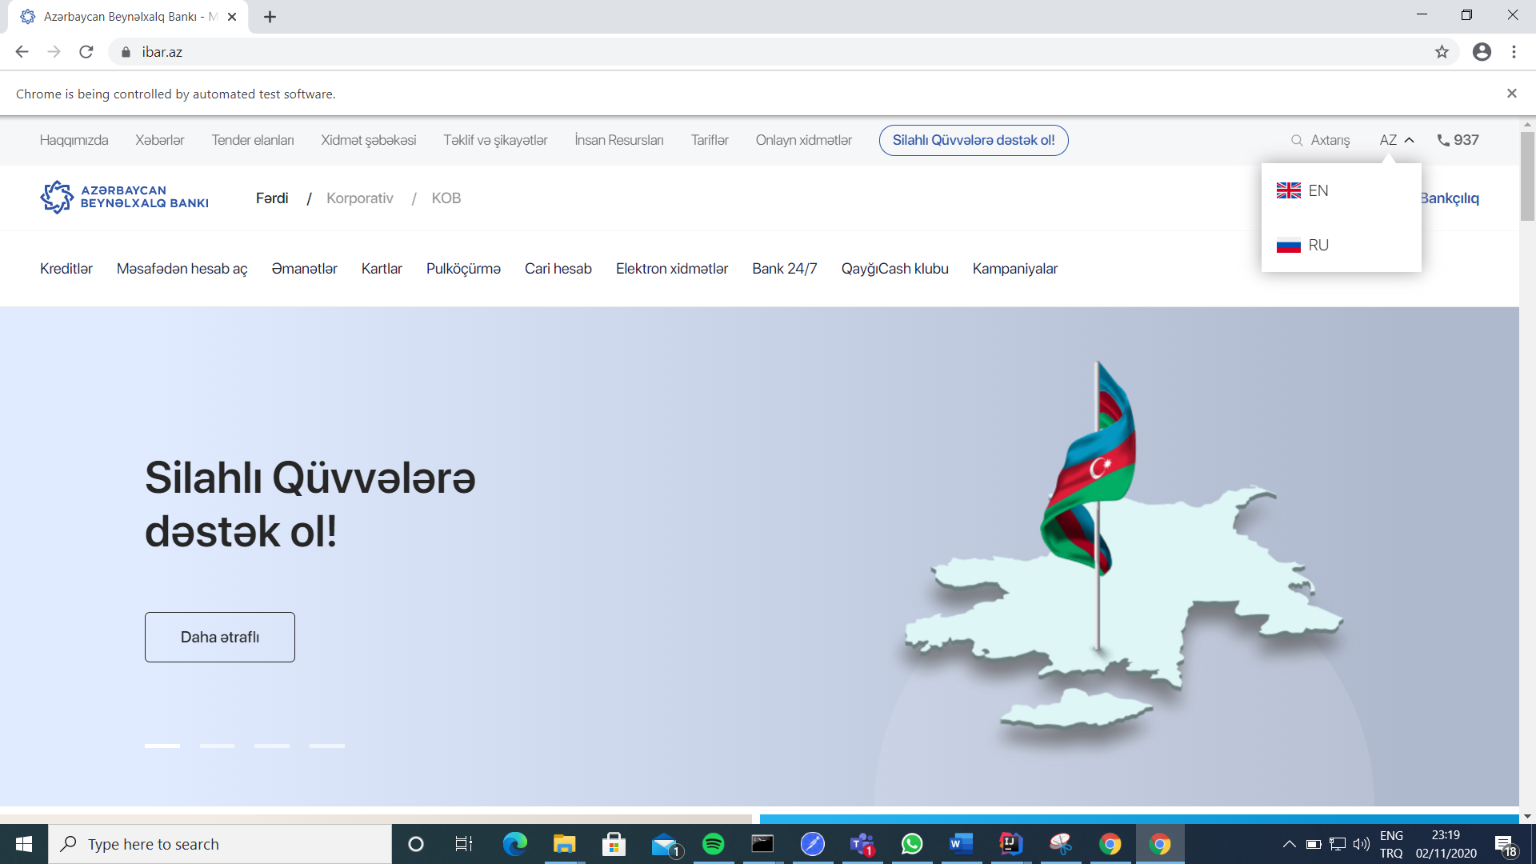 Azərbaycan Beynəlxalq Bankı - M
ibar.az
Chrome is being controlled by automated test software.
Haqqımızda Xəbərlər Tender elanları Xidmət şəbəkəsi Təklif və şikayətlər İnsan Resursları Tariflər Onlayn xidmətlər Silahlı Qüvvələrə dəstək ol! Axtarış AZ 937
AZƏRBAYCAN
BEYNƏLXALQ BANKI
Fərdi / Korporativ / KOB
EN
Bankçılıq
RU
Kreditlər Məsafədən hesab aç Əmanətlər Kartlar Pulköçürmə Cari hesab Elektron xidmətlər Bank 24/7 QayğıCash klubu Kampaniyalar
Silahlı Qüvvələrə
dəstək ol!
Daha ətraflı
Type here to search
1
T 1
W
IJ
ENG
TRQ
23:19
02/11/2020
18